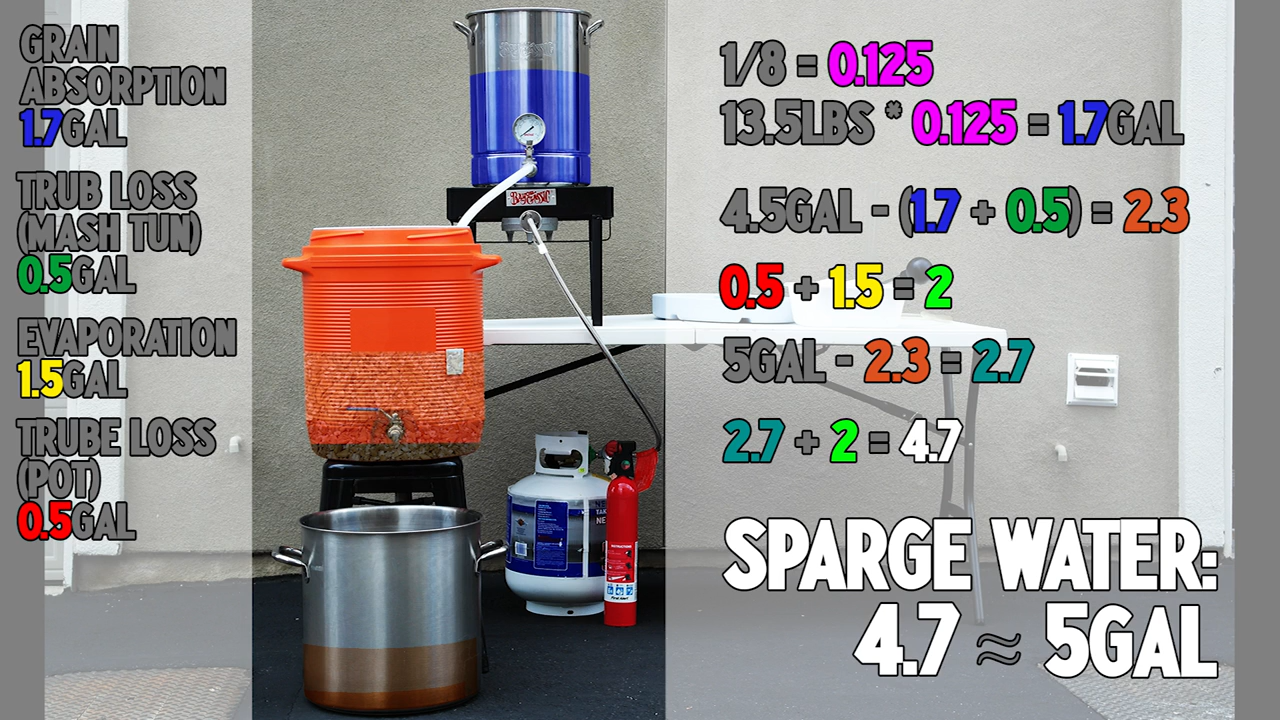 GRAIN
ABSORPTION
1.7GAL
TRUB LOSS
(MASH TUN)
0.5GAL
EVAPORATION
1.5GAL
TRUBE LOSS
(POT)
0.5GAL
BAYOU CLASSIC
1/8 = 0.125
13.5LBS * 0.125 = 1.7GAL
4.5GAL - (1.7 + 0.5) = 2.3
0.5 + 1.5 = 2
5GAL - 2.3 = 2.7
2.7 + 2 = 4.7
SPARGE WATER:
4.7 ≈ 5GAL